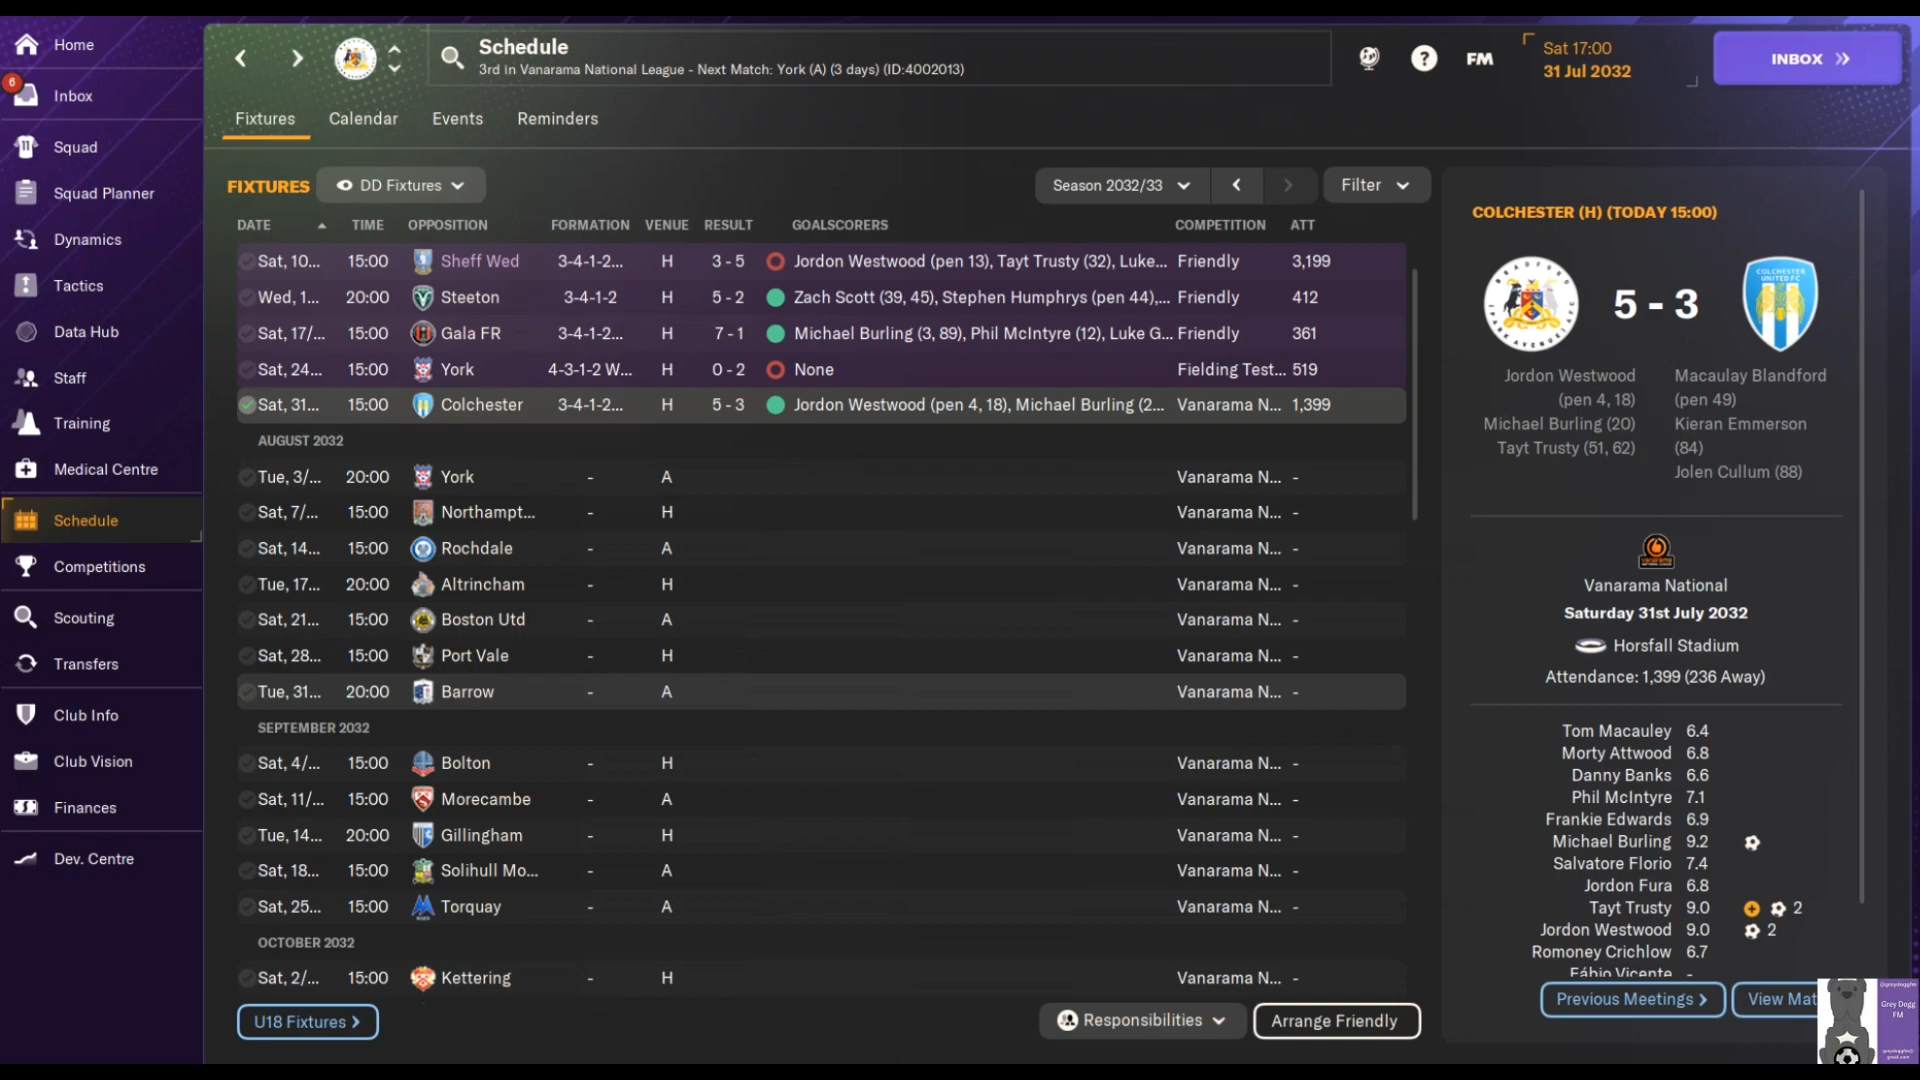 Home
6
Inbox
Squad
Squad Planner
Dynamics
Tactics
Data Hub
Staff
Training
Medical Centre
Schedule
Competitions
Scouting
Transfers
Club Info
Club Vision
Finances
Dev. Centre
Schedule
3rd in Vanarama National League - Next Match: York (A) (3 days) (ID:4002013)
?
FM
Sat 17:00
31 Jul 2032
INBOX
Fixtures Calendar Events Reminders
FIXTURES DD Fixtures Season 2032/33 Filter
DATE TIME OPPOSITION FORMATION VENUE RESULT GOALSCORERS COMPETITION ATT
Sat, 10... 15:00 Sheff Wed 3-4-1-2... H 3 - 5 Jordon Westwood (pen 13), Tayt Trusty (32), Luke... Friendly 3,199
Wed, 1... 20:00 Steeton 3-4-1-2 H 5 - 2 Zach Scott (39, 45), Stephen Humphrys (pen 44),... Friendly 412
Sat, 17/... 15:00 Gala FR 3-4-1-2... H 7 - 1 Michael Burling (3, 89), Phil McIntyre (12), Luke G... Friendly 361
Sat, 24... 15:00 York 4-3-1-2 W... H 0 - 2 None Fielding Test... 519
Sat, 31... 15:00 Colchester 3-4-1-2... H 5 - 3 Jordon Westwood (pen 4, 18), Michael Burling (2... Vanarama N... 1,399
AUGUST 2032
Tue, 3/... 20:00 York - A Vanarama N... -
Sat, 7/... 15:00 Northampt... - H Vanarama N... -
Sat, 14... 15:00 Rochdale - A Vanarama N... -
Tue, 17... 20:00 Altrincham - H Vanarama N... -
Sat, 21... 15:00 Boston Utd - A Vanarama N... -
Sat, 28... 15:00 Port Vale - H Vanarama N... -
Tue, 31... 20:00 Barrow - A Vanarama N... -
SEPTEMBER 2032
Sat, 4/... 15:00 Bolton - H Vanarama N... -
Sat, 11/... 15:00 Morecambe - A Vanarama N... -
Tue, 14... 20:00 Gillingham - H Vanarama N... -
Sat, 18... 15:00 Solihull Mo... - A Vanarama N... -
Sat, 25... 15:00 Torquay - A Vanarama N... -
OCTOBER 2032
Sat, 2/... 15:00 Kettering - H Vanarama N... -
U18 Fixtures Responsibilities Arrange Friendly
COLCHESTER (H) (TODAY 15:00)
COLCHESTER
UNITED FC
5 - 3
Jordon Westwood
(pen 4, 18)
Michael Burling (20)
Tayt Trusty (51, 62)
Macaulay Blandford
(pen 49)
Kieran Emmerson
(84)
Jolen Cullum (88)
Vanarama National
Saturday 31st July 2032
Horsfall Stadium
Attendance: 1,399 (236 Away)
Tom Macauley 6.4
Morty Attwood 6.8
Danny Banks 6.6
Phil McIntyre 7.1
Frankie Edwards 6.9
Michael Burling 9.2
Salvatore Florio 7.4
Jordon Fura 6.8
Tayt Trusty 9.0 2
Jordon Westwood 9.0 2
Romoney Crichlow 6.7
Fábio Vicente -
Previous Meetings View Mat
Grey Dogg
FM